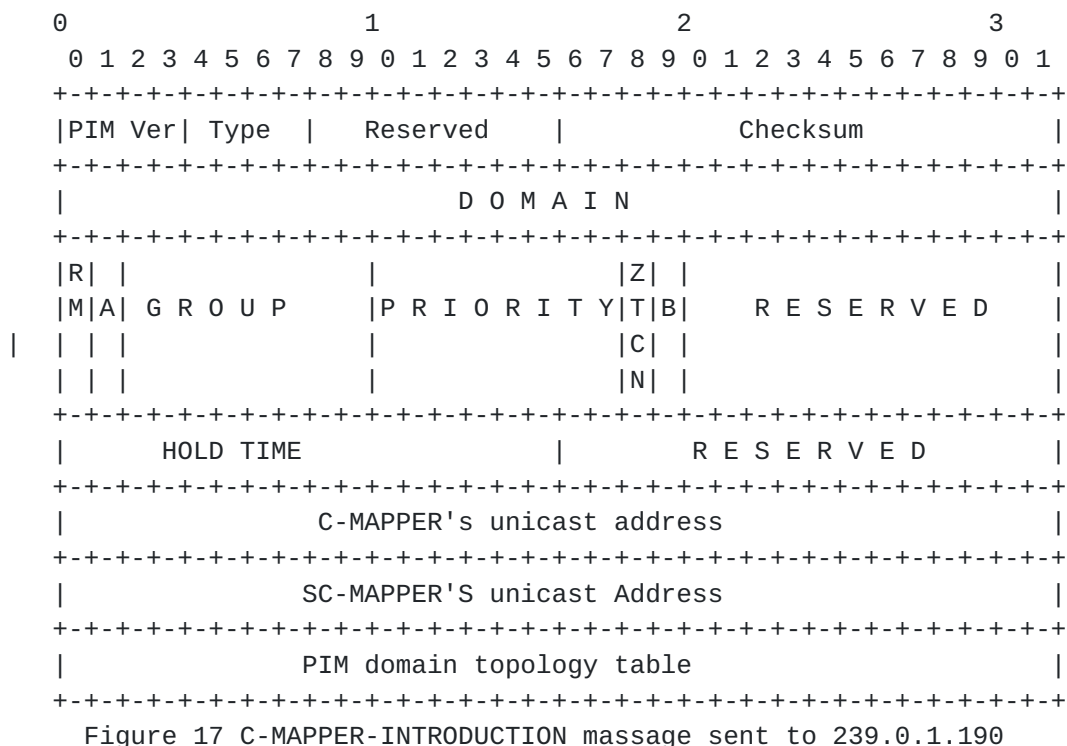 0                   1                   2                   3
     0 1 2 3 4 5 6 7 8 9 0 1 2 3 4 5 6 7 8 9 0 1 2 3 4 5 6 7 8 9 0 1
    +-+-+-+-+-+-+-+-+-+-+-+-+-+-+-+-+-+-+-+-+-+-+-+-+-+-+-+-+-+-+-+-+
    |PIM Ver| Type  |   Reserved    |           Checksum            |
    +-+-+-+-+-+-+-+-+-+-+-+-+-+-+-+-+-+-+-+-+-+-+-+-+-+-+-+-+-+-+-+-+
    |                         D O M A I N                           |
    +-+-+-+-+-+-+-+-+-+-+-+-+-+-+-+-+-+-+-+-+-+-+-+-+-+-+-+-+-+-+-+-+
    |R| |               |               |Z| |                       |
    |M|A| G R O U P     |P R I O R I T Y|T|B|    R E S E R V E D    |
 |  | | |               |               |C| |                       |
    | | |               |               |N| |                       |
    +-+-+-+-+-+-+-+-+-+-+-+-+-+-+-+-+-+-+-+-+-+-+-+-+-+-+-+-+-+-+-+-+
    |      HOLD TIME                |        R E S E R V E D        |
    +-+-+-+-+-+-+-+-+-+-+-+-+-+-+-+-+-+-+-+-+-+-+-+-+-+-+-+-+-+-+-+-+
    |                C-MAPPER's unicast address                     |
    +-+-+-+-+-+-+-+-+-+-+-+-+-+-+-+-+-+-+-+-+-+-+-+-+-+-+-+-+-+-+-+-+
    |               SC-MAPPER'S unicast Address                     |
    +-+-+-+-+-+-+-+-+-+-+-+-+-+-+-+-+-+-+-+-+-+-+-+-+-+-+-+-+-+-+-+-+
    |               PIM domain topology table                       |
    +-+-+-+-+-+-+-+-+-+-+-+-+-+-+-+-+-+-+-+-+-+-+-+-+-+-+-+-+-+-+-+-+
      Figure 17 C-MAPPER-INTRODUCTION massage sent to 239.0.1.190